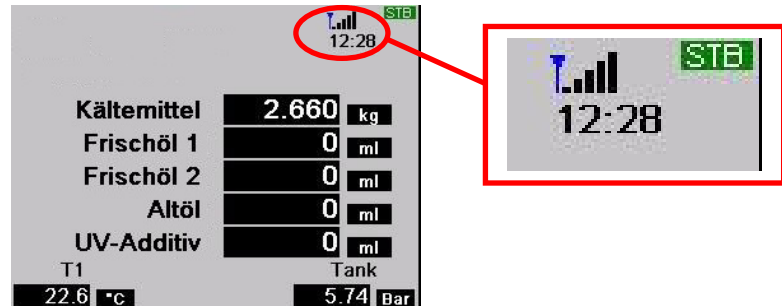 STB
12:28
Kältemittel 2.660 kg
Frischöl 1 0 ml
Frischöl 2 0 ml
Altöl 0 ml
UV-Additiv 0 ml
T1 Tank
22.6 °C 5.74 Bar
STB
12:28